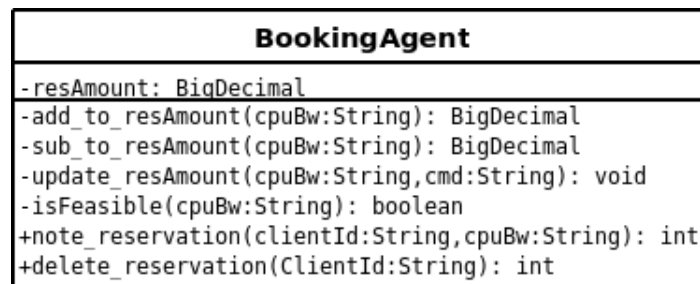 BookingAgent
-resAmount: BigDecimal
-add_to_resAmount(cpuBw:String): BigDecimal
-sub_to_resAmount(cpuBw:String): BigDecimal
-update_resAmount(cpuBw:String,cmd:String): void
-isFeasible(cpuBw:String): boolean
+note_reservation(clientId:String,cpuBw:String): int
+delete_reservation(ClientId:String): int